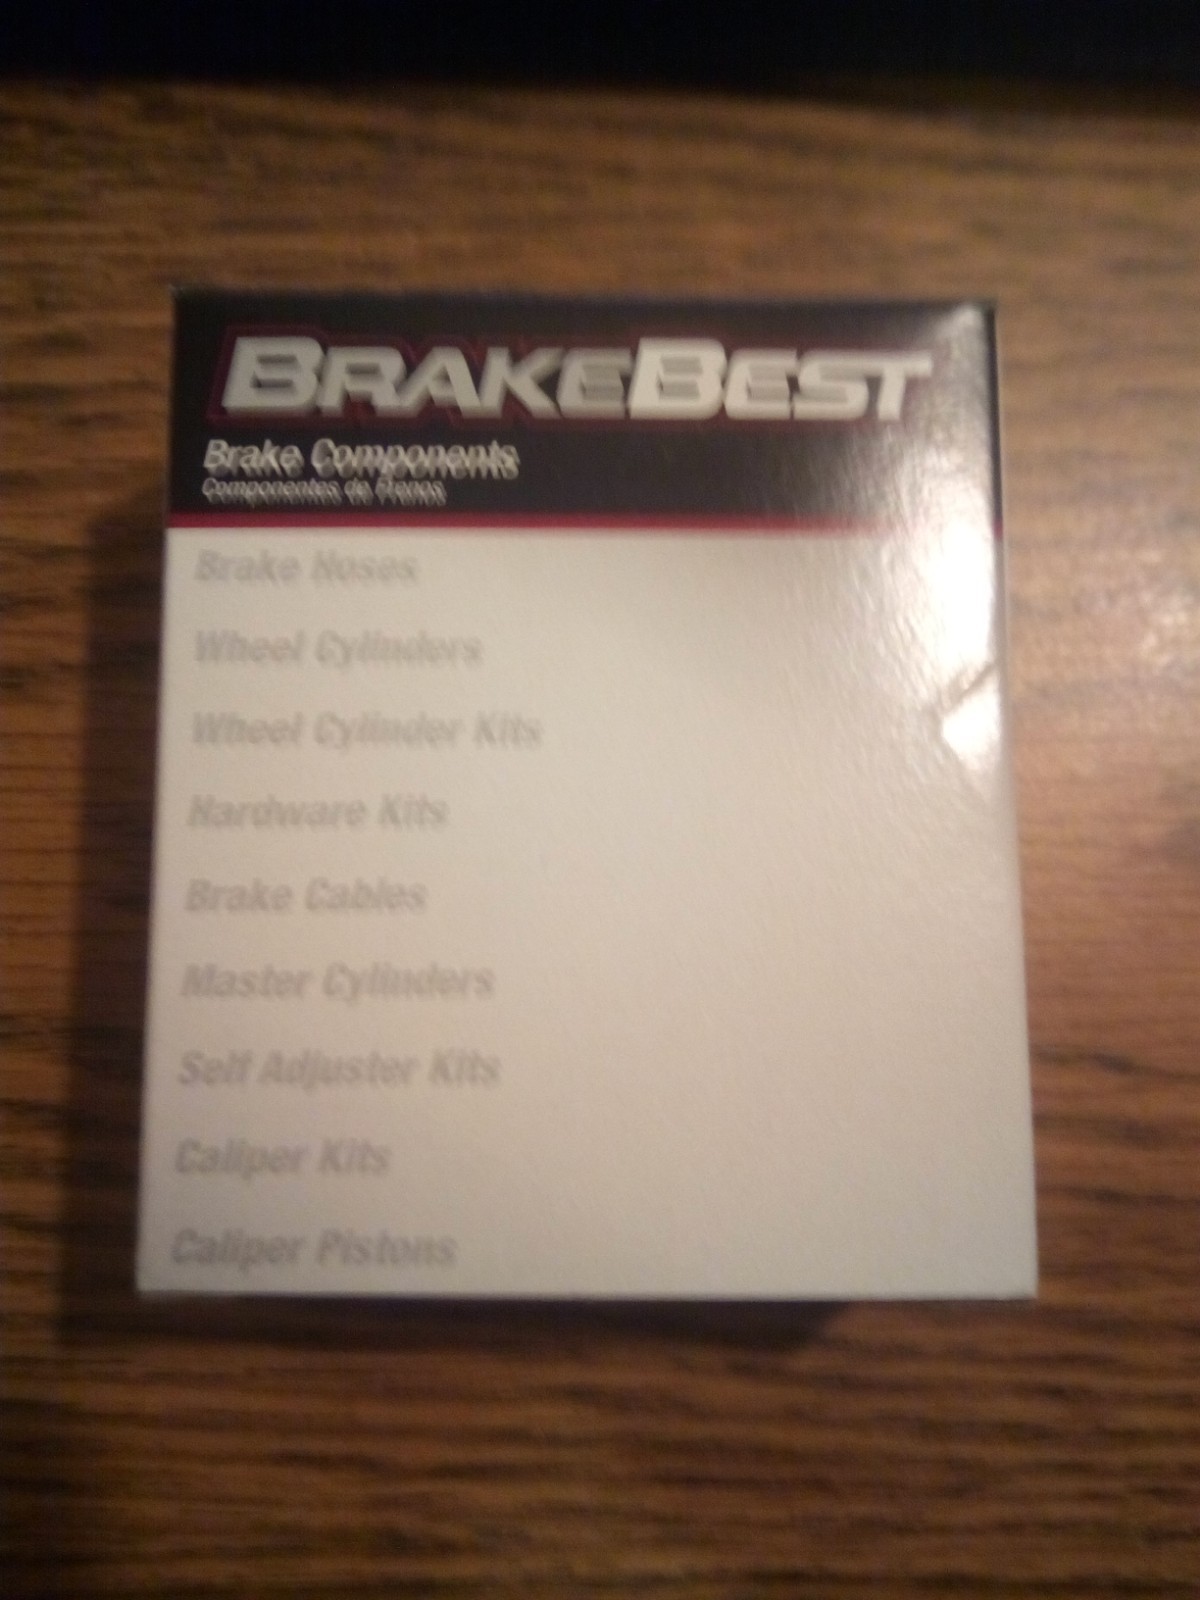 BRAKEBEST
Brake Components
Componentes de Frenos
Brake Hoses
Wheel Cylinders
Wheel Cylinder Kits
Hardware Kits
Brake Cables
Master Cylinders
Self Adjuster Kits
Caliper Kits
Caliper Pistons